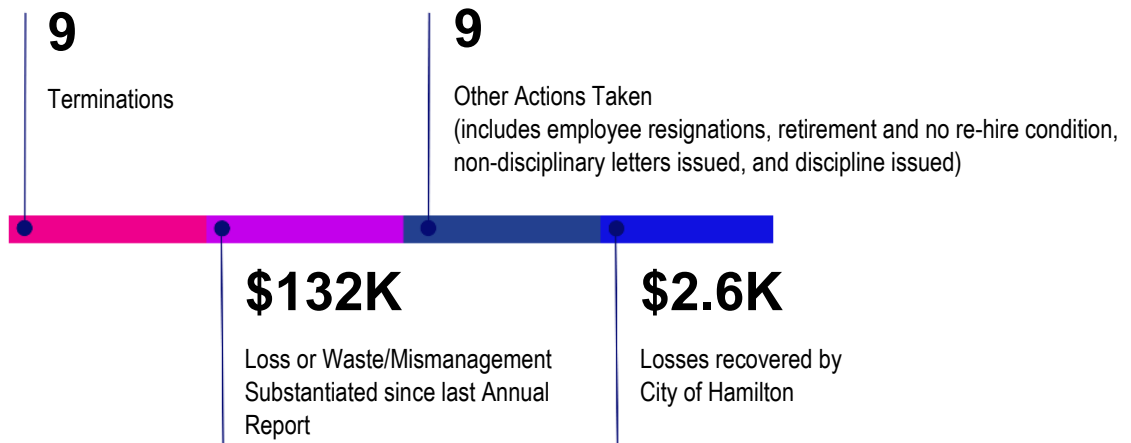 9
Terminations
9
Other Actions Taken
(includes employee resignations, retirement and no re-hire condition,
non-disciplinary letters issued, and discipline issued)
$132K
Loss or Waste/Mismanagement
Substantiated since last Annual
Report
$2.6K
Losses recovered by
City of Hamilton